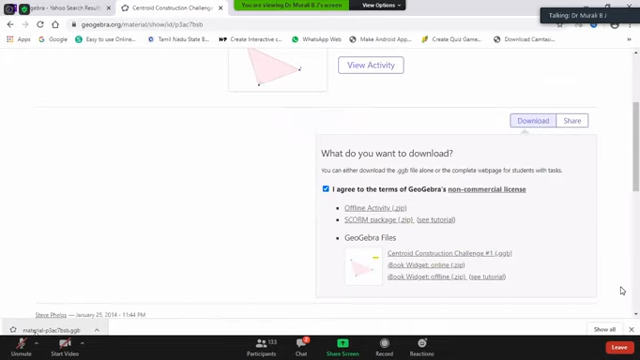 You are viewing Dr Murali B J's screen
View Options
gebra - Yahoo Search Resul
Centroid Construction Challeng
Talking: Dr Murali B J
geogebra.org/material/show/id/p3ac7bsb
Apps
Google
Easy to use Online
Tamil Nadu State
WhatsApp Web
Make Android App...
Create Quiz Game...
Download Camtasi...
View Activity
Download
Share
What do you want to download?
You can either download the .ggb file alone or the complete webpage for students with tasks.
I agree to the terms of GeoGebra's non-commercial license
Offline Activity (.zip)
SCORM package (.zip) (see tutorial)
GeoGebra Files
Centroid Construction Challenge #1 (.ggb)
iBook Widget: online (.zip)
iBook Widget: offline (.zip) (see tutorial)
Steve Phelps — January 25, 2014 - 11:44 PM
material-p3ac7bsb.ggb
Show all
Unmute
Start Video
133
Participants
Chat
Share Screen
Record
Reactions
Leave